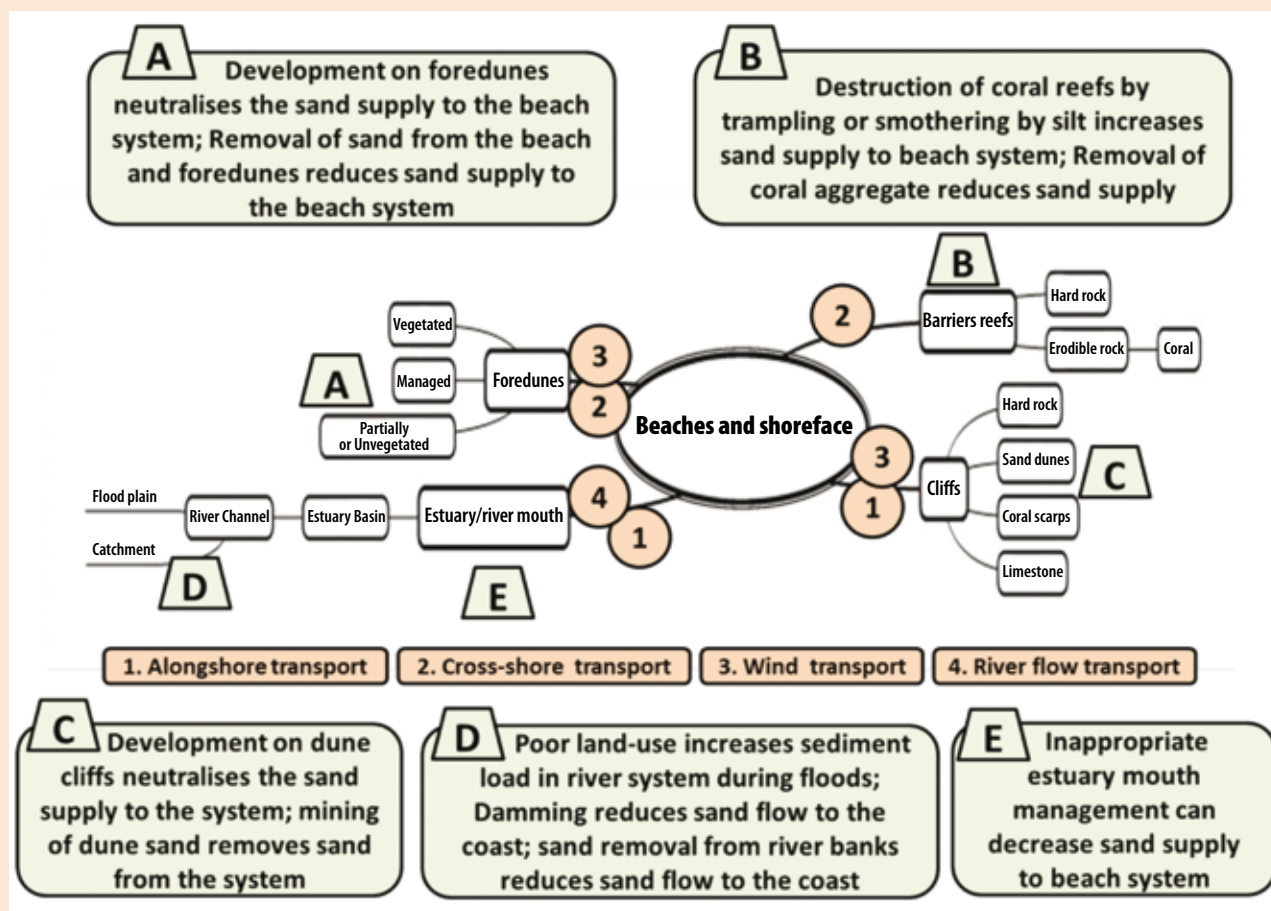 A
Development on foredunes
neutralises the sand supply to the beach
system; Removal of sand from the beach
and foredunes reduces sand supply to
the beach system
B
Destruction of coral reefs by
trampling or smothering by silt increases
sand supply to beach system; Removal of
coral aggregate reduces sand supply
B
2
Barriers reefs
Hard rock
Erodible rock
Coral
Vegetated
A
Managed
Foredunes
3
2
Partially
or Unvegetated
Beaches and shoreface
3
1
Cliffs
Hard rock
Sand dunes
C
Coral scarps
Limestone
Flood plain
Catchment
River Channel
Estuary Basin
Estuary/river mouth
4
1
D
E
1. Alongshore transport
2. Cross-shore transport
3. Wind transport
4. River flow transport
C
Development on dune
cliffs neutralises the sand
supply to the system; mining
of dune sand removes sand
from the system
D
Poor land-use increases sediment
load in river system during floods;
Damming reduces sand flow to the
coast; sand removal from river banks
reduces sand flow to the coast
E
Inappropriate
estuary mouth
management can
decrease sand supply
to beach system